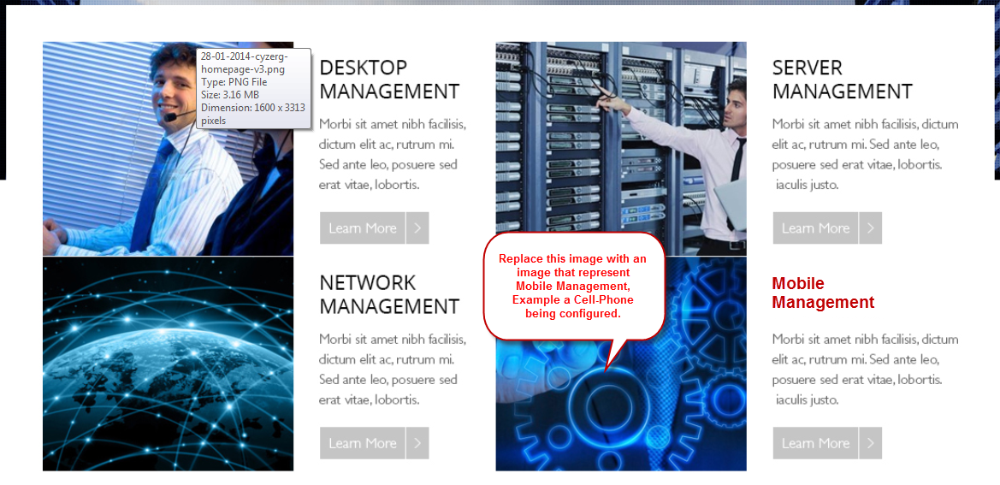 28-01-2014-cyzerg-
homepage-v3.png
Type: PNG File
Size: 3.16 MB
Dimension: 1600 x 3313
pixels
DESKTOP
MANAGEMENT
Morbi sit amet nibh facilisis,
dictum elit ac, rutrum mi.
Sed ante leo, posuere sed
erat vitae, lobortis.
Learn More
SERVER
MANAGEMENT
Morbi sit amet nibh facilisis, dictum
elit ac, rutrum mi. Sed ante leo,
posuere sed erat vitae, lobortis.
iaculis justo.
Learn More
NETWORK
MANAGEMENT
Morbi sit amet nibh facilisis,
dictum elit ac, rutrum mi.
Sed ante leo, posuere sed
erat vitae, lobortis.
Learn More
Replace this image with an
image that represent
Mobile Management,
Example a Cell-Phone
being configured.
Mobile
Management
Morbi sit amet nibh facilisis, dictum
elit ac, rutrum mi. Sed ante leo,
posuere sed erat vitae, lobortis.
iaculis justo.
Learn More